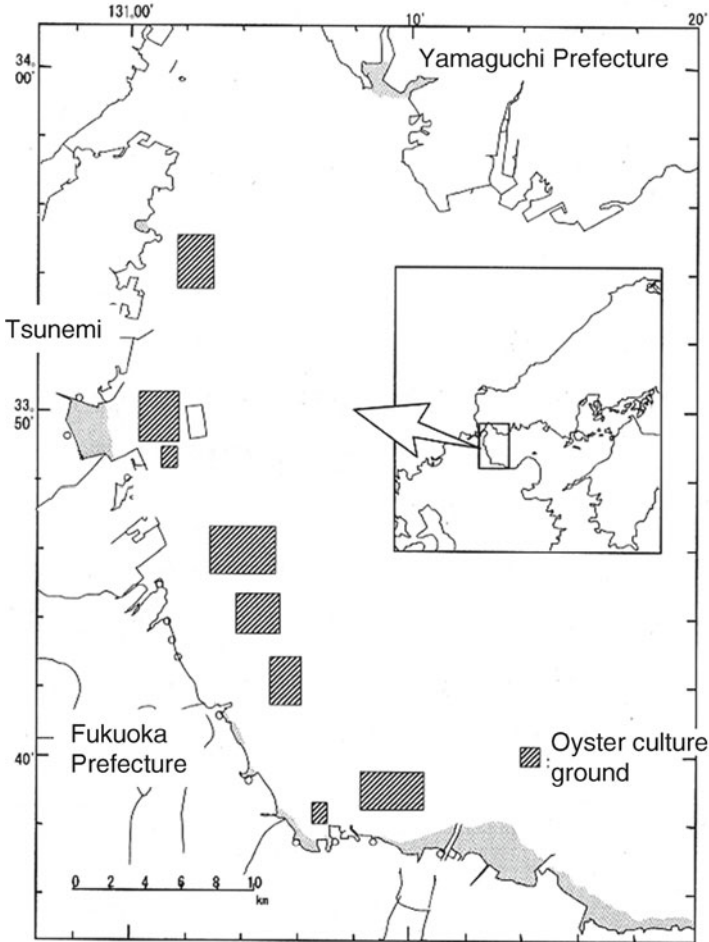 131,00'
10'
20'
34°
00'
Yamaguchi Prefecture
Tsunemi
33°
50'
Fukuoka
Prefecture
40'
Oyster culture
ground
:
0 2 4 6 8 10
km